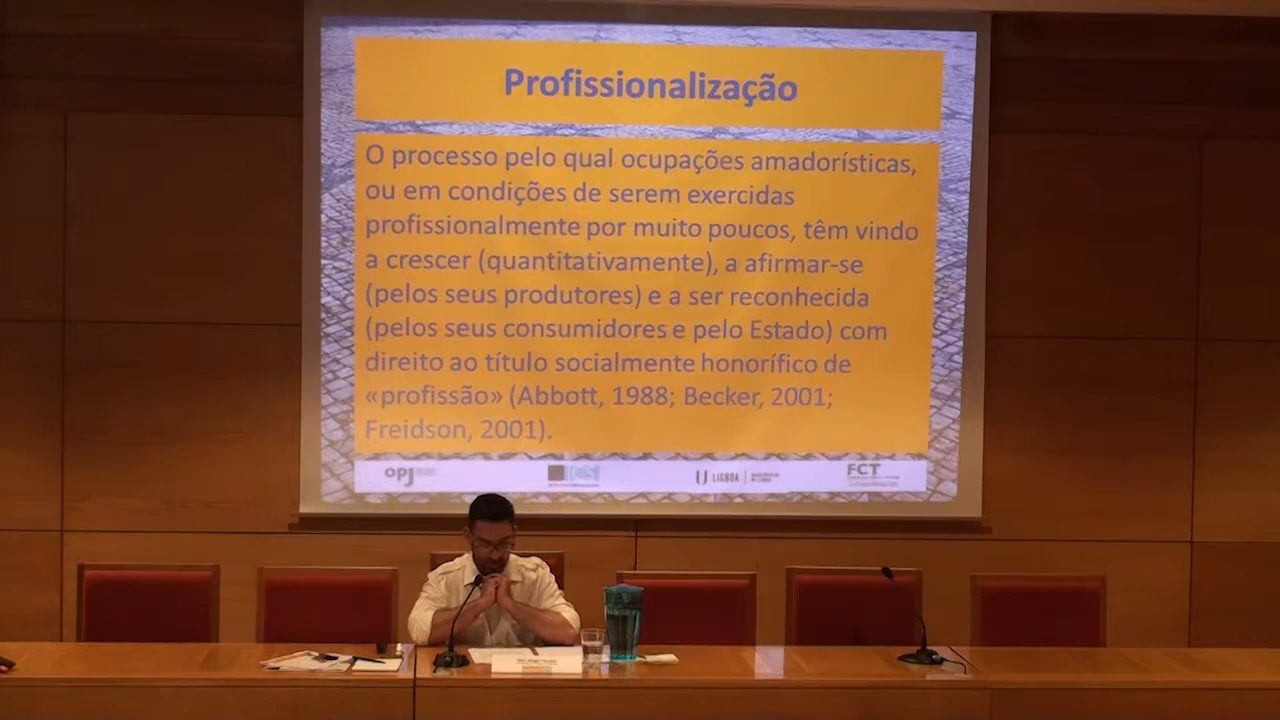 Profissionalização
O processo pelo qual ocupações amadorísticas,
ou em condições de serem exercidas
profissionalmente por muito poucos, têm vindo
a crescer (quantitativamente), a afirmar-se
(pelos seus produtores) e a ser reconhecida
(pelos seus consumidores e pelo Estado) com
direito ao título socialmente honorífico de
«profissão» (Abbott, 1988; Becker, 2001;
Freidson, 2001).
OPJ
LISBOA
FCT